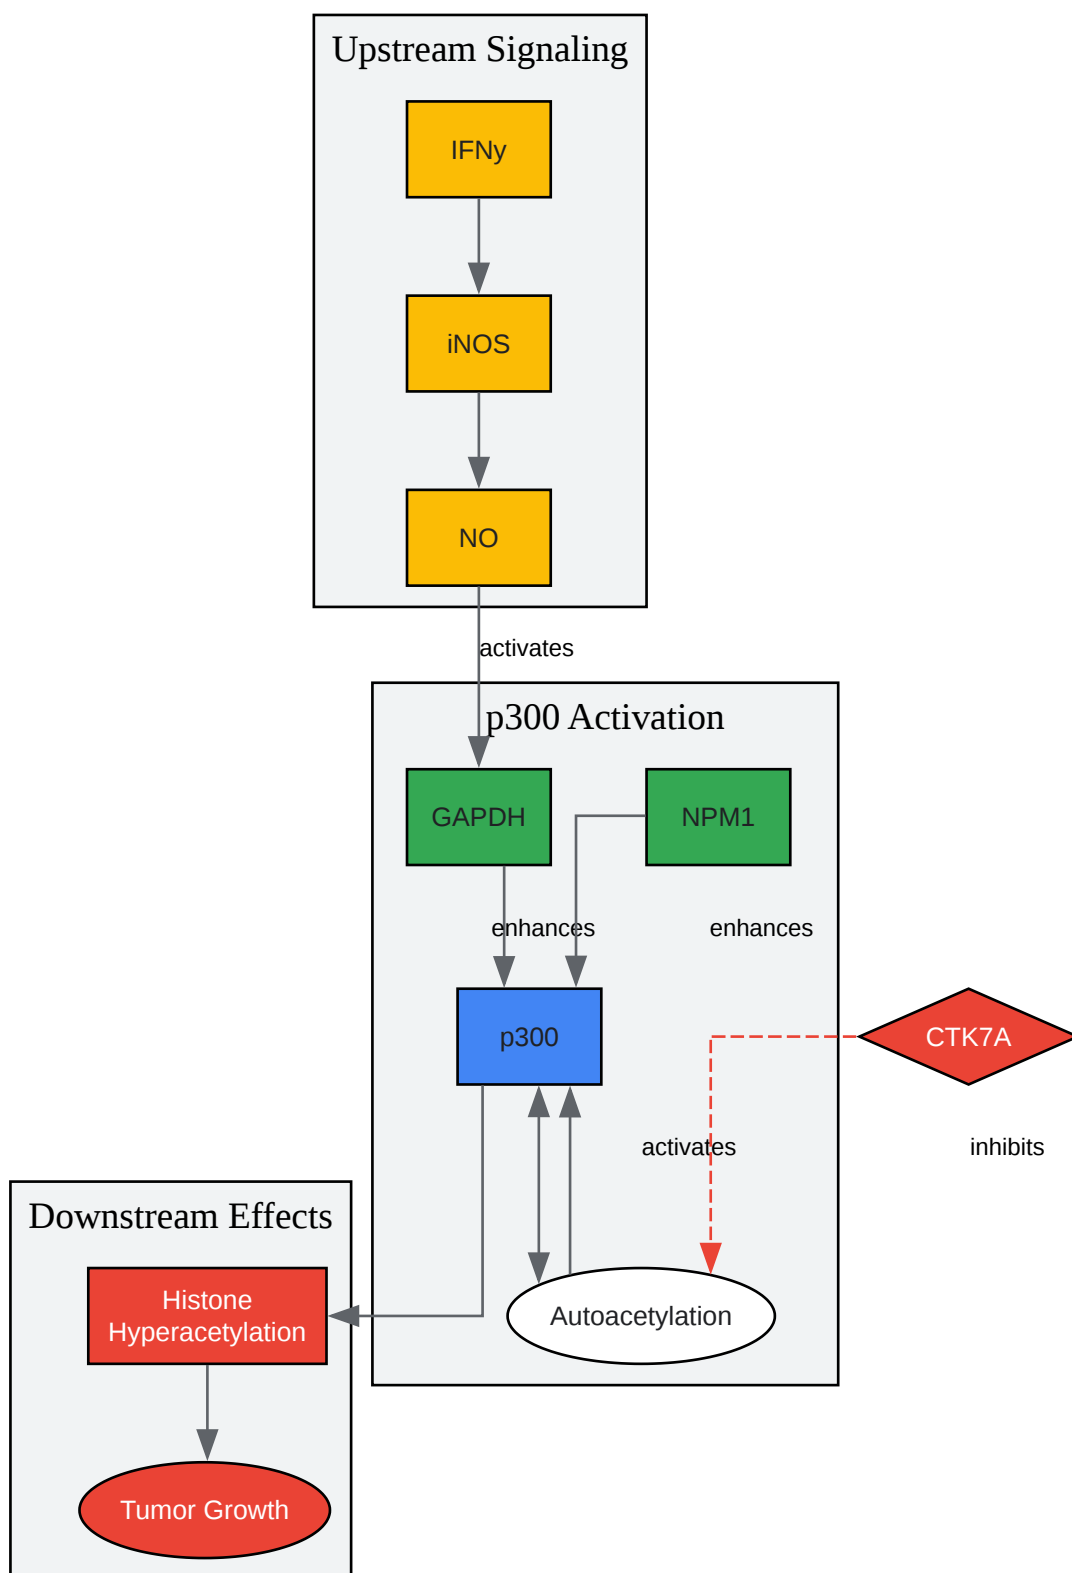 Upstream Signaling
IFNy
iNOS
NO
activates
p300 Activation
GAPDH
NPM1
enhances
enhances
p300
CTK7A
activates
inhibits
Downstream Effects
Histone
Hyperacetylation
Autoacetylation
Tumor Growth